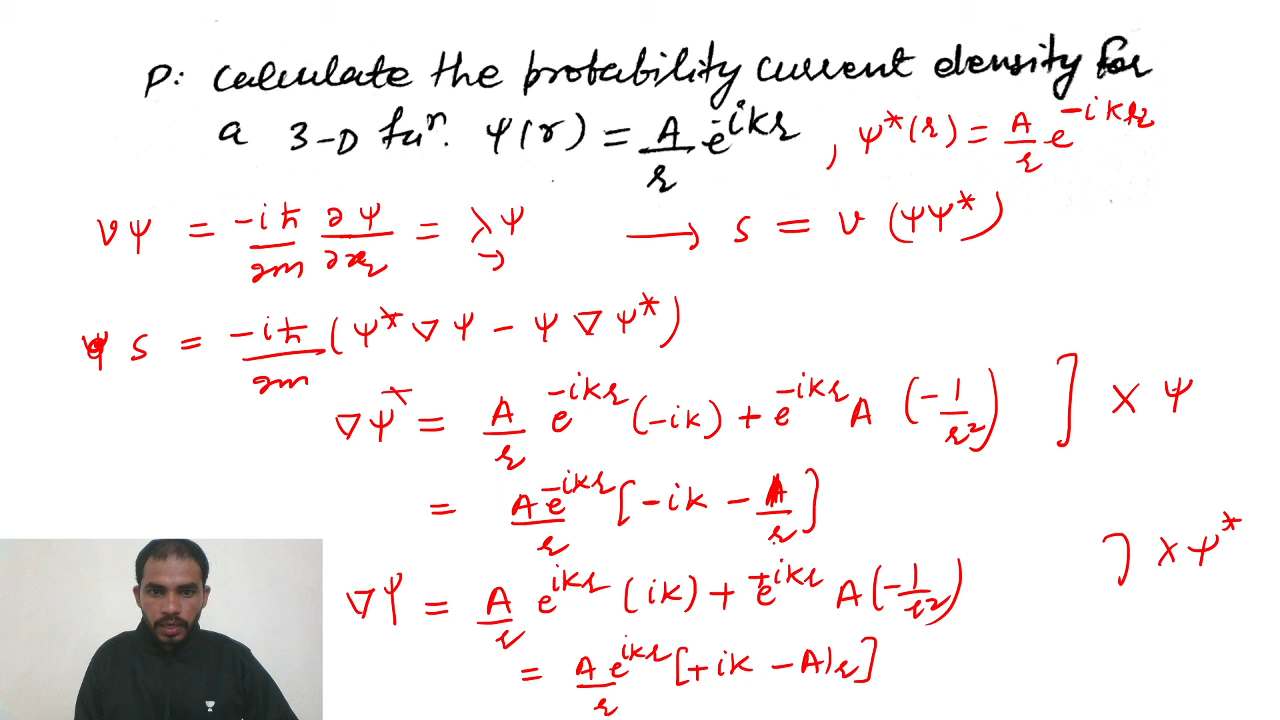 P: Calculate the probability current density for
a 3-D fuⁿ. ψ(r) = A/r e^{ikr} , ψ*(r) = A/r e^{-ikr}
vψ = -iħ/2m ∂ψ/∂r = λψ → S = v (ψψ*)
S = -iħ/2m (ψ*∇ψ - ψ∇ψ*)
∇ψ* = A/r e^{-ikr} (-ik) + e^{-ikr} A (-1/r²) ] × ψ
= Ae^{-ikr}/r [-ik - A/r]
∇ψ = A/r e^{ikr} (ik) + e^{ikr} A (-1/r²) ] × ψ*
= A/r e^{ikr} [+ik - A/r]